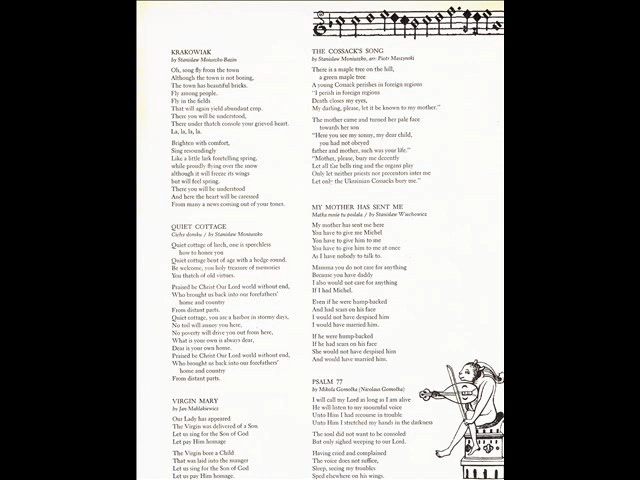 KRAKOWIAK
by Stanislaw Moiuszko-Bazin
Oh, song fly from the town
Although the town is not boring,
The town has beautiful bricks.
Fly among people.
Fly in the fields
That will again yield abundant crop.
There you will be understood,
There under thatch console your grieved heart.
La, la, la, la.
Brighten with comfort,
Sing resoundingly
Like a little lark foretelling spring,
while proudly flying over the snow
although it will freeze its wings
but will feel spring.
There you will be understood
And here the heart will be caressed
From many a news coming out of your tones.
QUIET COTTAGE
Cichy domku / by Stanislaw Moniuszko
Quiet cottage of larch, one is speechless
how to honor you
Quiet cottage bent of age with a hedge round.
Be welcome, you holy treasure of memories
You thatch of old virtues.
Praised be Christ Our Lord world without end,
Who brought us back into our forefathers'
home and country
From distant parts.
Quiet cottage, you are a harbor in stormy days,
No toil will annoy you here,
No poverty will drive you out from here,
What is your own is always dear,
Dear is your own home.
Praised be Christ Our Lord world without end,
Who brought us back into our forefathers'
home and country
From distant parts.
VIRGIN MARY
by Jan Maklakiewicz
Our Lady has appeared
The Virgin was delivered of a Son
Let us sing for the Son of God
Let pay Him homage
The Virgin bore a Child
That was laid into the manger
Let us sing for the Son of God
Let us pay Him homage.
THE COSSACK'S SONG
by Stanislaw Moniuszko, arr: Piotr Maszynski
There is a maple tree on the hill,
a green maple tree
A young Cossack perishes in foreign regions
"I perish in foreign regions
Death closes my eyes,
My darling, please, let it be known to my mother."
The mother came and turned her pale face
towards her son
"Here you see my sonny, my dear child,
you had not obeyed
father and mother, such was your life."
"Mother, please, bury me decently
Let all the bells ring and the organs play
Only let neither priests nor precentors inter me
Let only the Ukrainian Cossacks bury me."
MY MOTHER HAS SENT ME
Matka mnie tu poslala / by Stanislaw Wiechowicz
My mother has sent me here
You have to give me Michel
You have to give him to me
You have to give him to me at once
As I have nobody to talk to.
Mamma you do not care for anything
Because you have daddy
I also would not care for anything
If I had Michel.
Even if he were hump-backed
And had scars on his face
I would not have despised him
I would have married him.
If he were hump-backed
If he had scars on his face
She would not have despised him
And would have married him.
PSALM 77
by Mikola Gomolka (Nicolaus Gomolka)
I will call my Lord as long as I am alive
He will listen to my mournful voice
Unto Him I had recourse in trouble
Unto Him I stretched my hands in the darkness
The soul did not want to be consoled
But only sighed weeping to our Lord.
Having cried and complained
The voice does not suffice,
Sleep, seeing my troubles
Sped elsewhere on his wings.